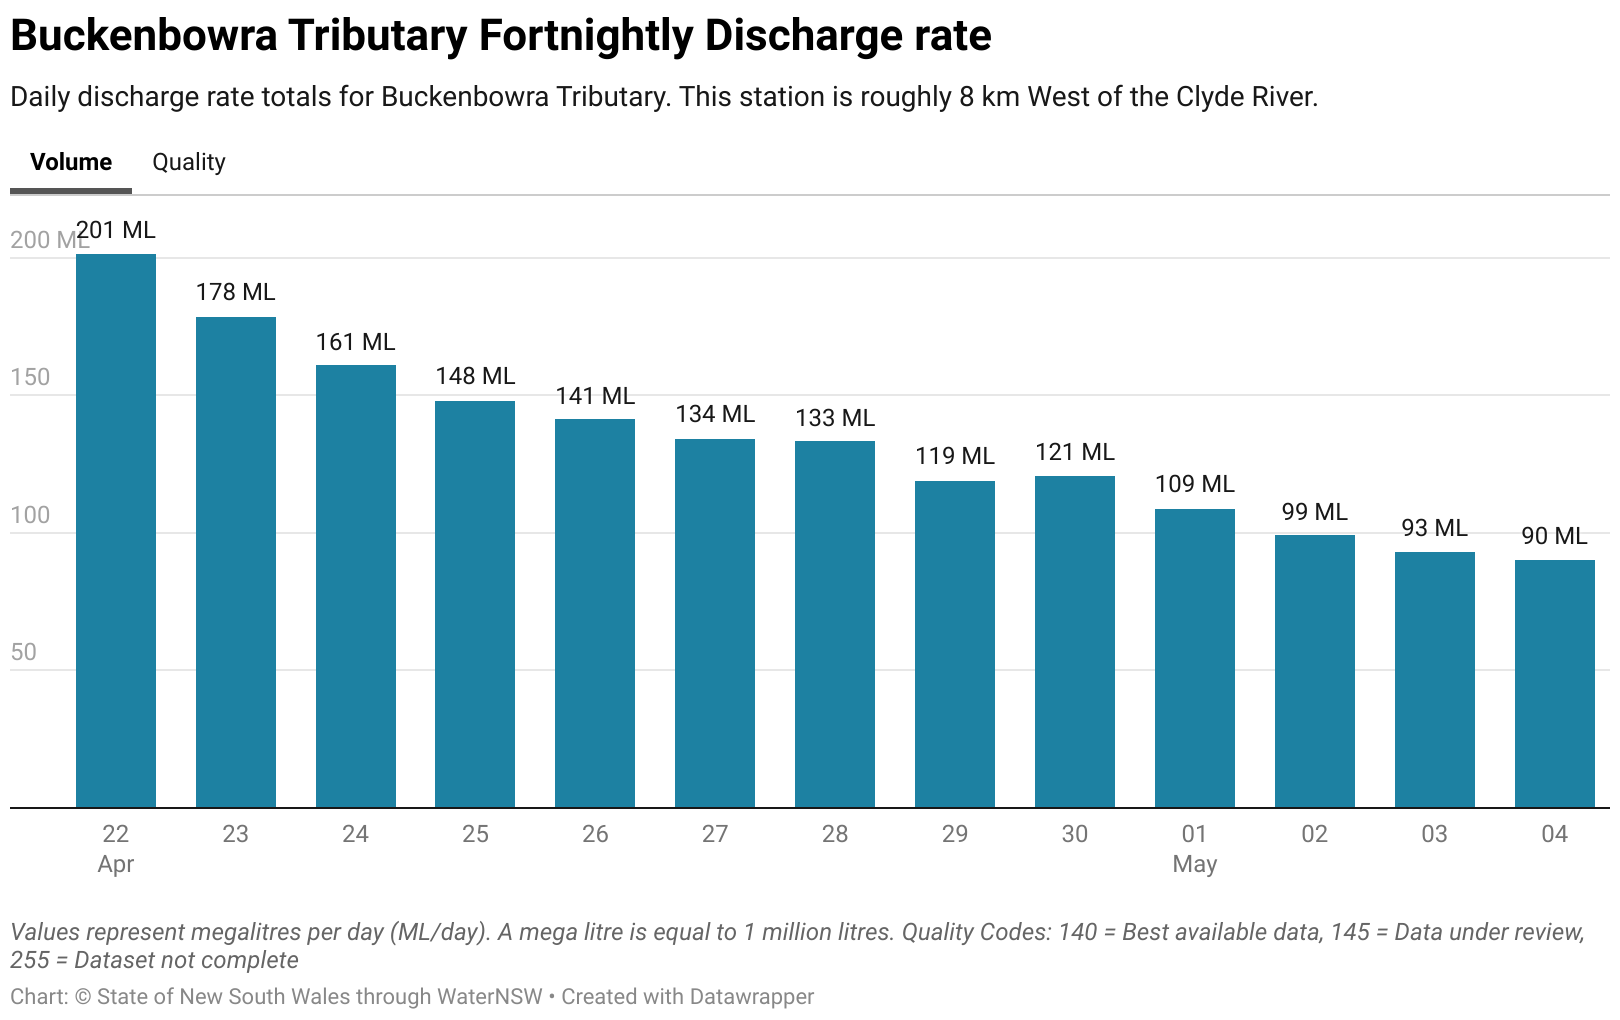 Buckenbowra Tributary Fortnightly Discharge rate
Daily discharge rate totals for Buckenbowra Tributary. This station is roughly 8 km West of the Clyde River.
Volume Quality
200 ML
201 ML
178 ML
161 ML
148 ML
141 ML
134 ML
133 ML
119 ML
121 ML
109 ML
99 ML
93 ML
90 ML
150
100
50
22 23 24 25 26 27 28 29 30 01 02 03 04
Apr May
Values represent megalitres per day (ML/day). A mega litre is equal to 1 million litres. Quality Codes: 140 = Best available data, 145 = Data under review,
255 = Dataset not complete
Chart: © State of New South Wales through WaterNSW • Created with Datawrapper